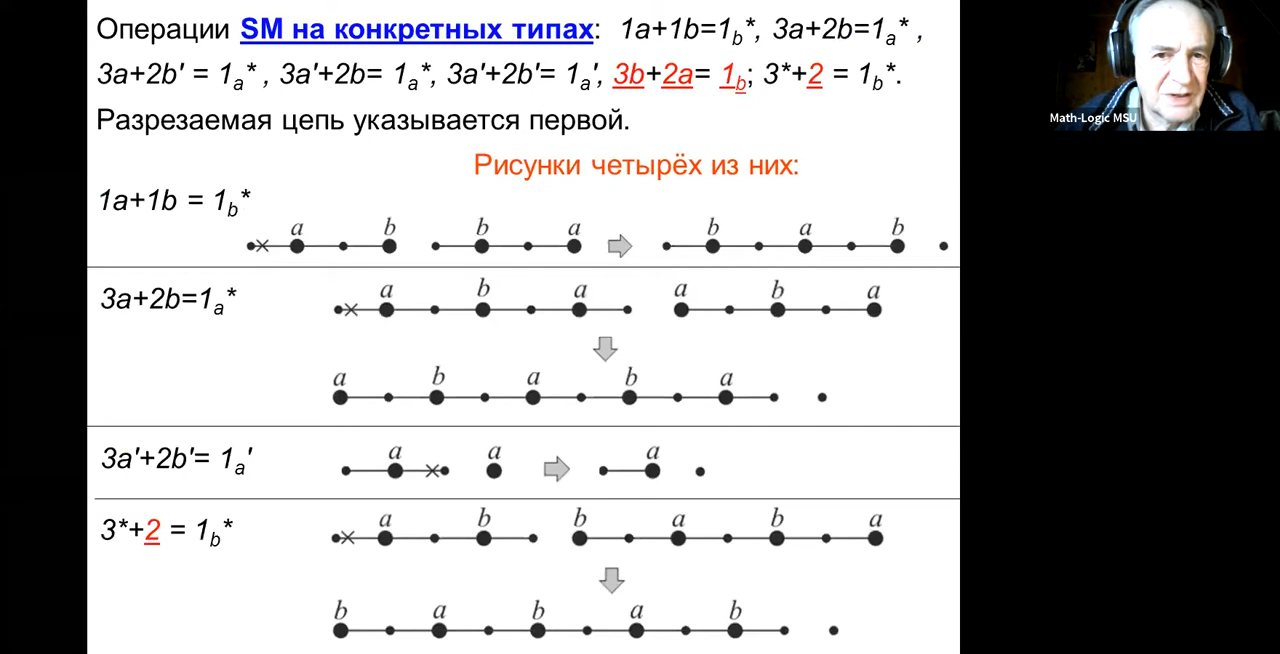 Операции SM на конкретных типах: 1a+1b=1b*, 3a+2b=1a* ,
3a+2b' = 1a* , 3a'+2b= 1a*, 3a'+2b'= 1a', 3b+2a= 1b; 3*+2 = 1b*.
Разрезаемая цепь указывается первой.
Рисунки четырёх из них:
1a+1b = 1b*
a b b a b a b
3a+2b=1a*
a b a a b a
a b a b a
3a'+2b'= 1a'
a a a
3*+2 = 1b*
a b b a b a
b a b a b
Math-Logic MSU